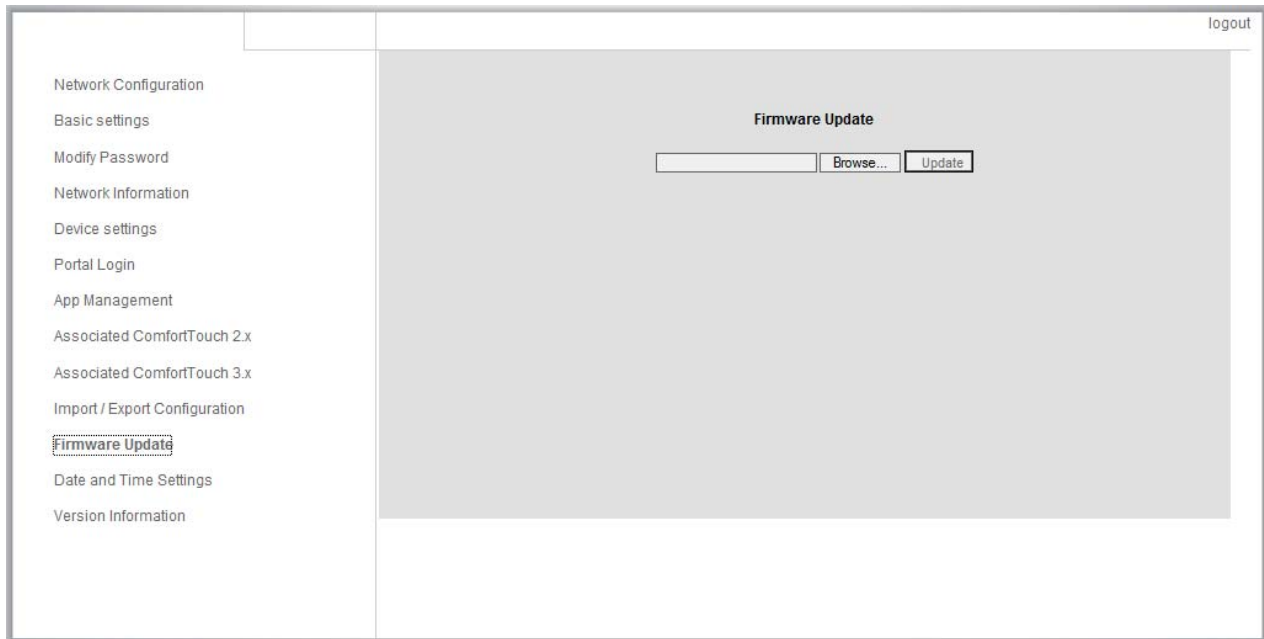 logout
Network Configuration
Basic settings
Modify Password
Network Information
Device settings
Portal Login
App Management
Associated ComfortTouch 2.x
Associated ComfortTouch 3.x
Import / Export Configuration
Firmware Update
Date and Time Settings
Version Information
Firmware Update
Browse... Update